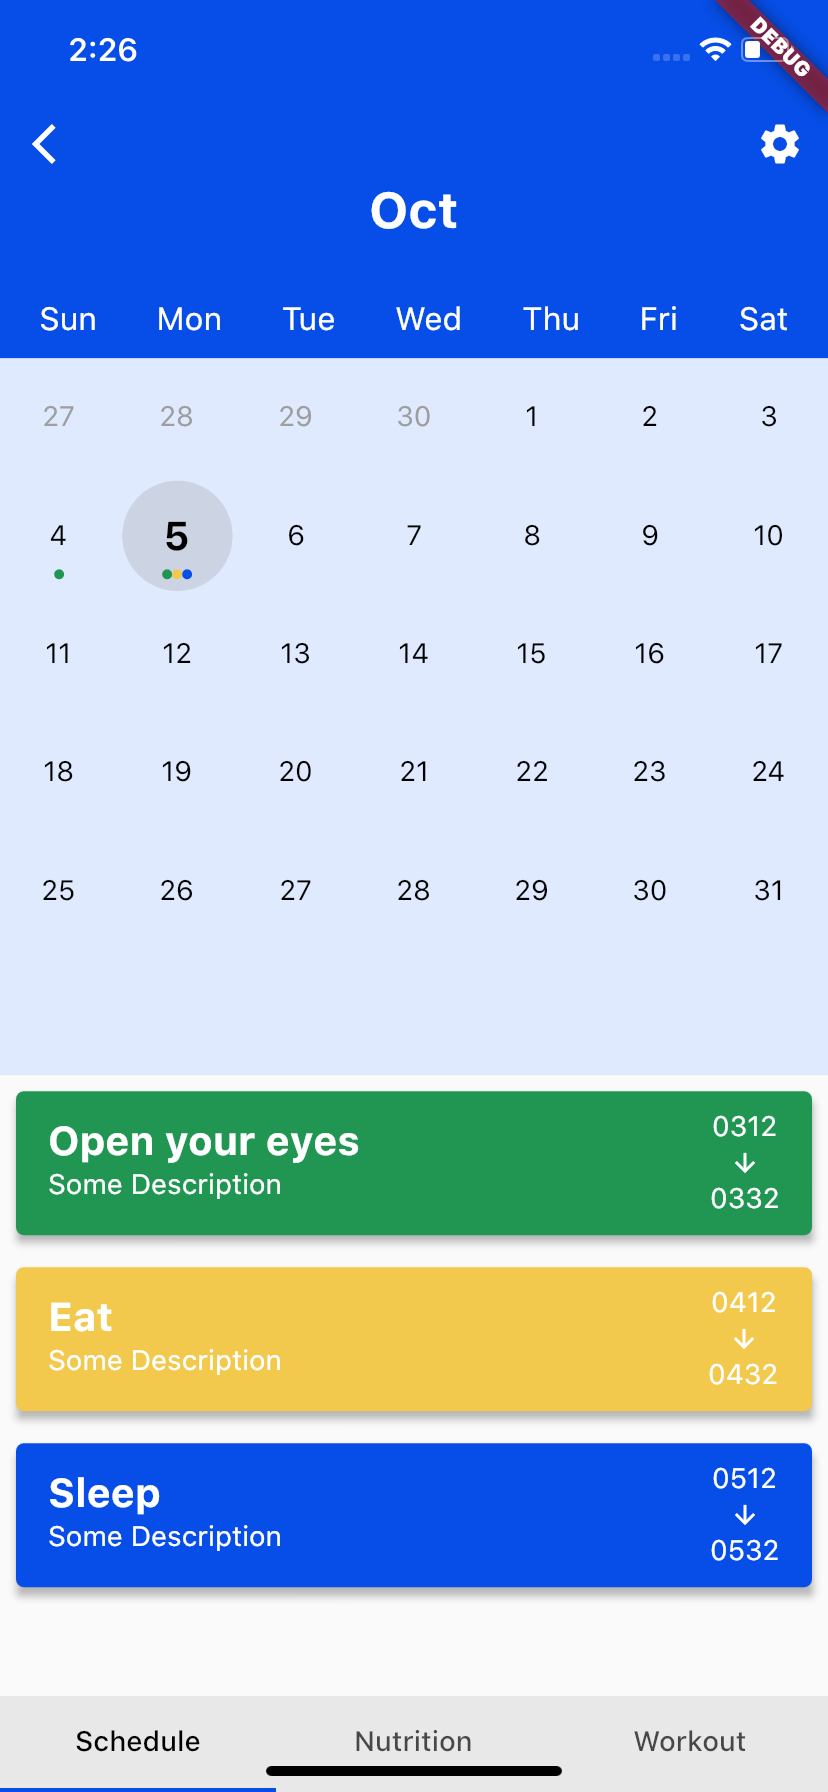 2:26
DEBUG
Oct
Sun Mon Tue Wed Thu Fri Sat
27 28 29 30 1 2 3
4 5 6 7 8 9 10
11 12 13 14 15 16 17
18 19 20 21 22 23 24
25 26 27 28 29 30 31
Open your eyes
Some Description
0312
0332
Eat
Some Description
0412
0432
Sleep
Some Description
0512
0532
Schedule Nutrition Workout